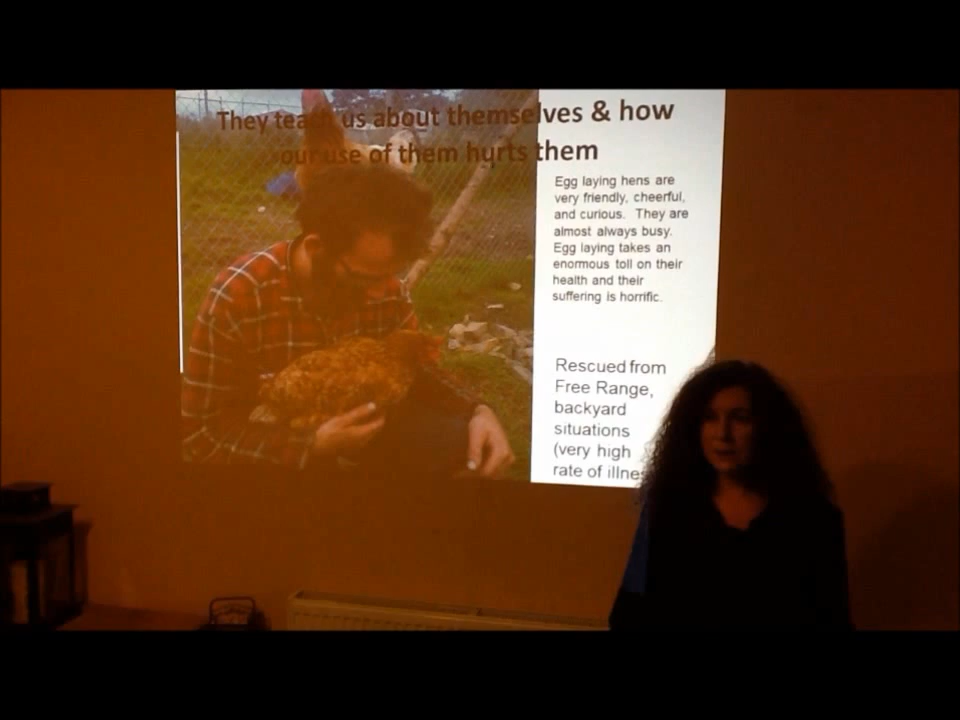 They teach us about themselves & how
our use of them hurts them
Egg laying hens are
very friendly, cheerful,
and curious. They are
almost always busy.
Egg laying takes an
enormous toll on their
health and their
suffering is horrific.
Rescued from
Free Range,
backyard
situations
(very high
rate of